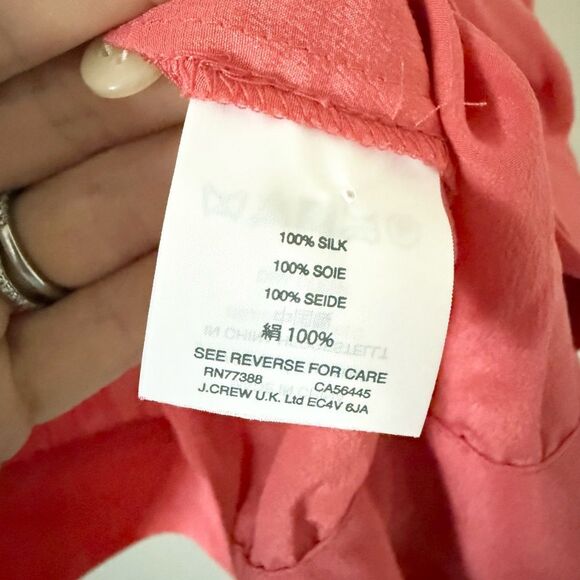 100% SILK
100% SOIE
100% SEIDE
絹 100%
SEE REVERSE FOR CARE
RN77388 CA56445
J.CREW U.K. Ltd EC4V 6JA